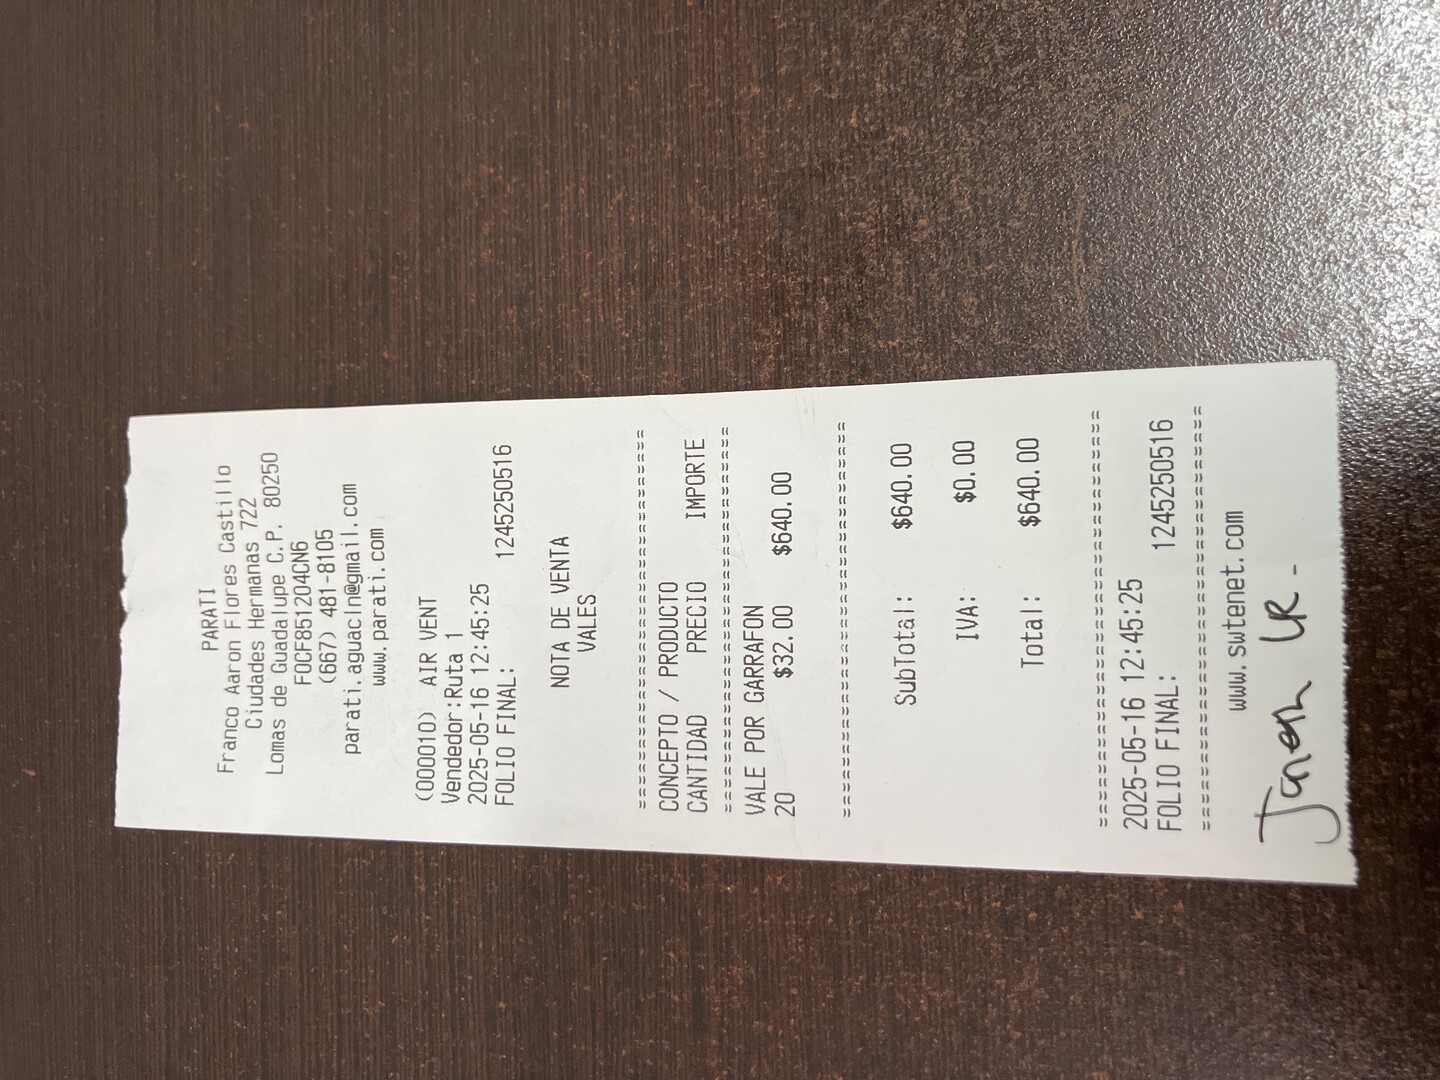 PARATI
Franco Aaron Flores Castillo
Ciudades Hermanas 722
Lomas de Guadalupe C.P. 80250
FOCF851204CN6
(667) 481-8105
parati.aguacln@gmail.com
www.parati.com
(000010) AIR VENT
Vendedor:Ruta 1
2025-05-16 12:45:25
FOLIO FINAL: 1245250516
NOTA DE VENTA
VALES
==============================
CONCEPTO / PRODUCTO
CANTIDAD PRECIO IMPORTE
==============================
VALE POR GARRAFON
20 $32.00 $640.00
==============================
SubTotal: $640.00
IVA: $0.00
Total: $640.00
==============================
2025-05-16 12:45:25
FOLIO FINAL: 1245250516
==============================
www.swtenet.com